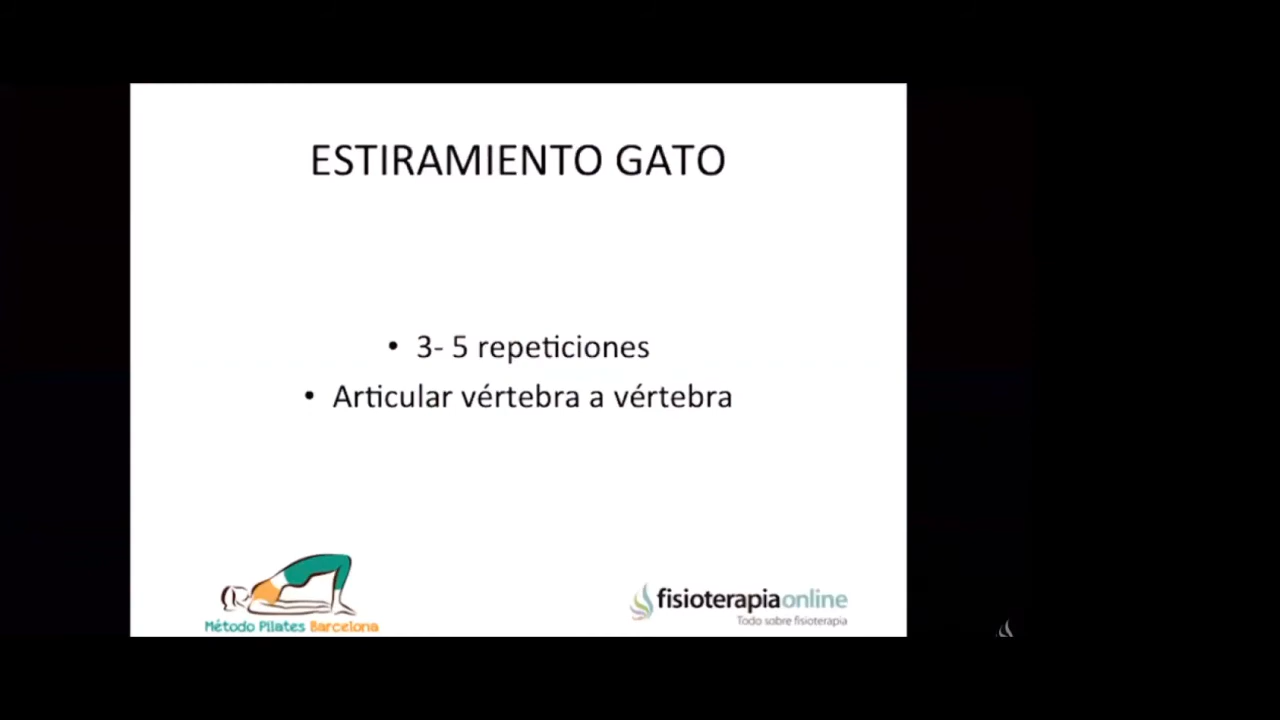 ESTIRAMIENTO GATO
• 3- 5 repeticiones
• Articular vértebra a vértebra
Método Pilates Barcelona
fisioterapiaonline
Todo sobre fisioterapia